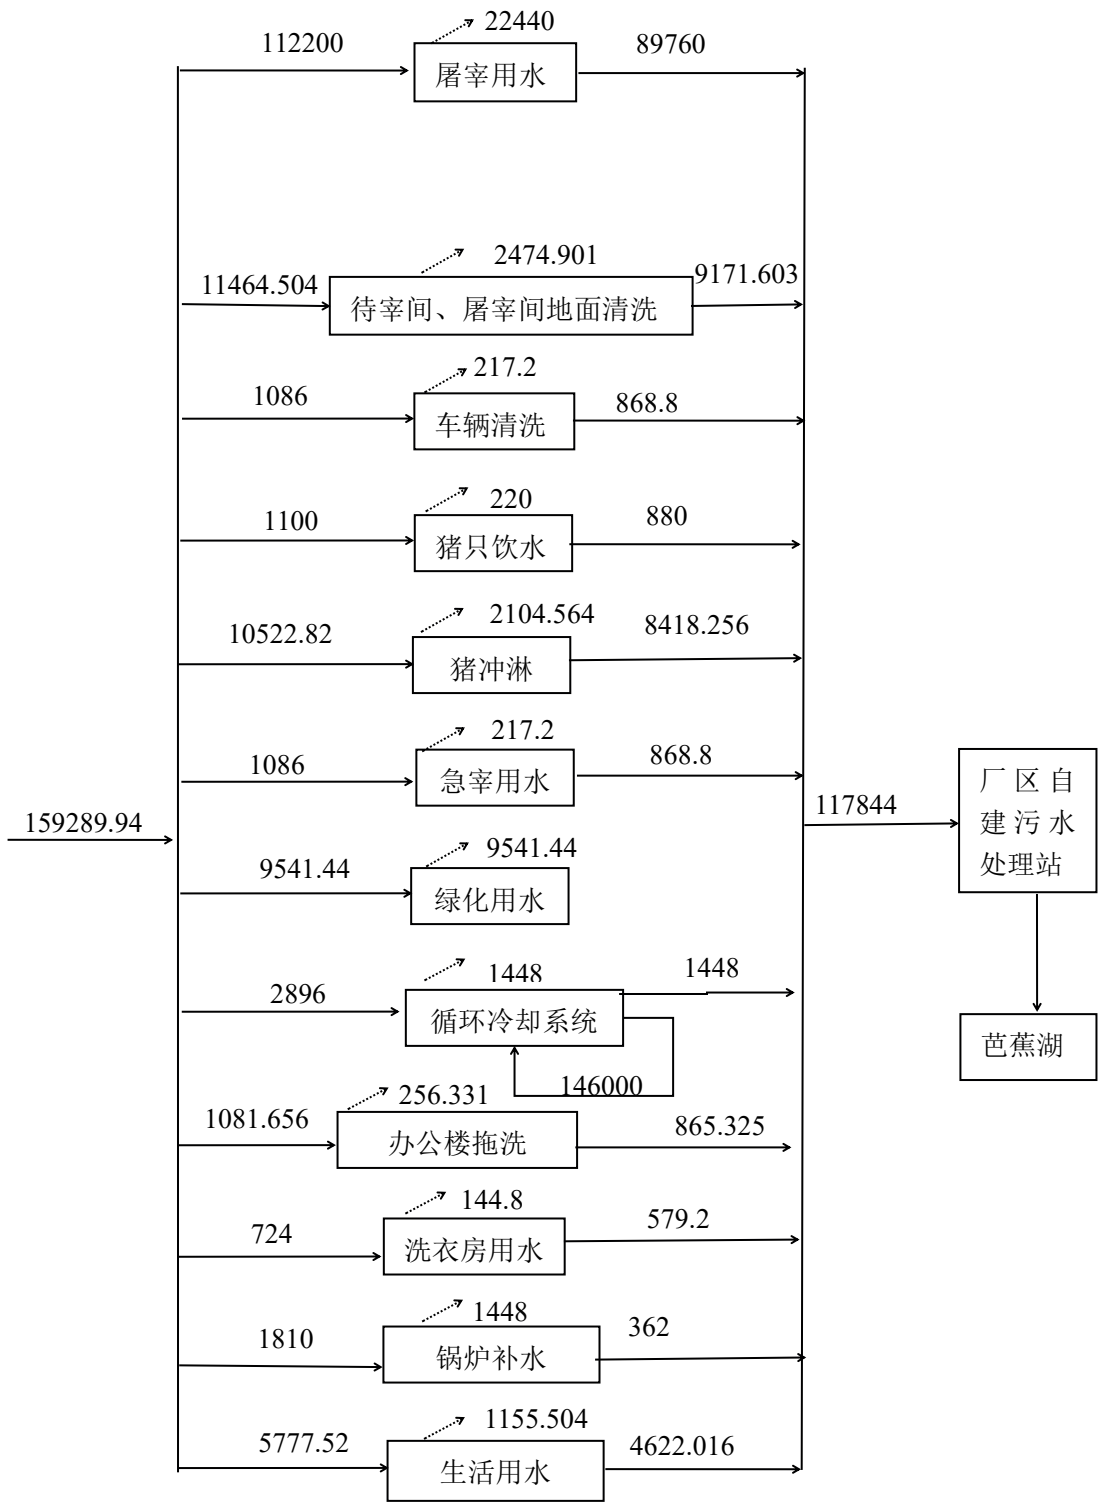 22440
112200
89760
屠宰用水
2474.901
11464.504
9171.603
待宰间、屠宰间地面清洗
217.2
1086
868.8
车辆清洗
220
1100
880
猪只饮水
2104.564
10522.82
8418.256
猪冲淋
217.2
1086
868.8
急宰用水
159289.94
117844
厂区自
建污水
处理站
9541.44
9541.44
绿化用水
1448
2896
1448
循环冷却系统
146000
芭蕉湖
256.331
1081.656
865.325
办公楼拖洗
144.8
724
579.2
洗衣房用水
1448
1810
362
锅炉补水
1155.504
5777.52
4622.016
生活用水